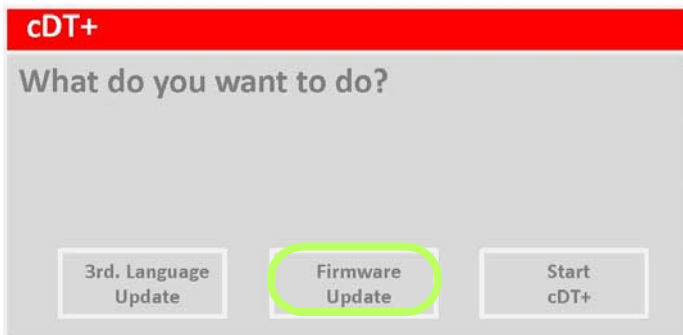 cDT+
What do you want to do?
3rd. Language
Update
Firmware
Update
Start
cDT+